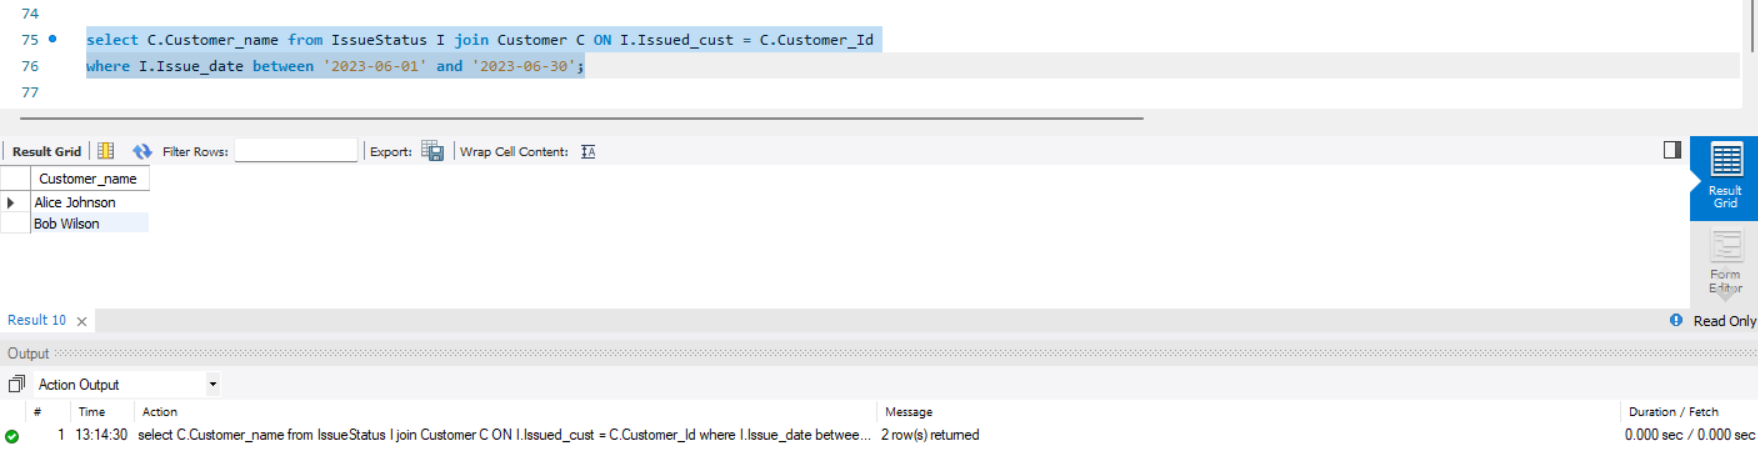 74
75 select C.Customer_name from IssueStatus I join Customer C ON I.Issued_cust = C.Customer_Id
76 where I.Issue_date between '2023-06-01' and '2023-06-30';
77
Result Grid Filter Rows: Export: Wrap Cell Content: IA
Customer_name
Alice Johnson
Bob Wilson
Result
Grid
Form
Editor
Result 10 × Read Only
Output
Action Output
# Time Action Message Duration / Fetch
1 13:14:30 select C.Customer_name from IssueStatus I join Customer C ON I.Issued_cust = C.Customer_Id where I.Issue_date betwee... 2 row(s) returned 0.000 sec / 0.000 sec